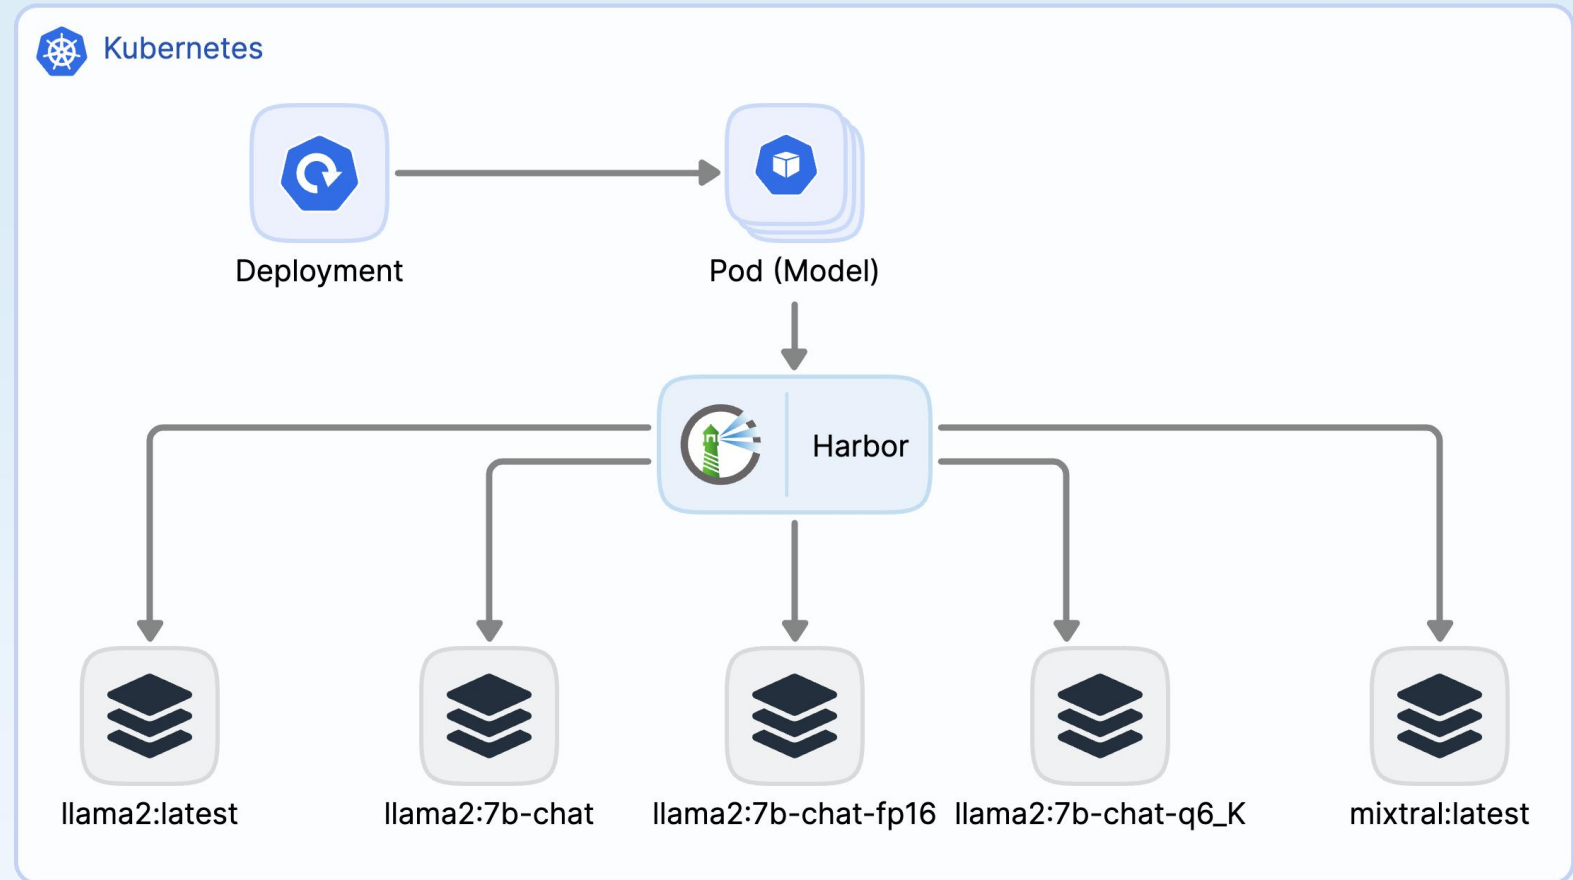 Kubernetes
Deployment
Pod (Model)
Harbor
llama2:latest
llama2:7b-chat
llama2:7b-chat-fp16
llama2:7b-chat-q6_K
mixtral:latest